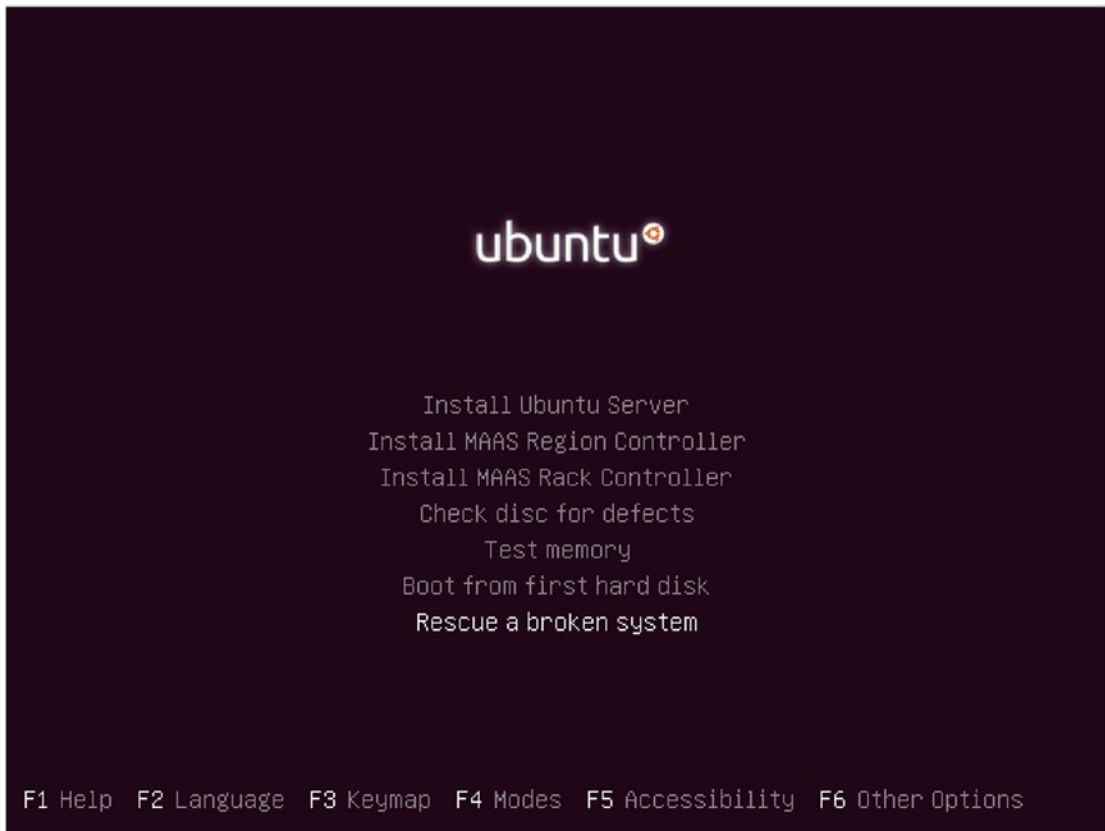 ubuntu
Install Ubuntu Server
Install MAAS Region Controller
Install MAAS Rack Controller
Check disc for defects
Test memory
Boot from first hard disk
Rescue a broken system
F1 Help F2 Language F3 Keymap F4 Modes F5 Accessibility F6 Other Options